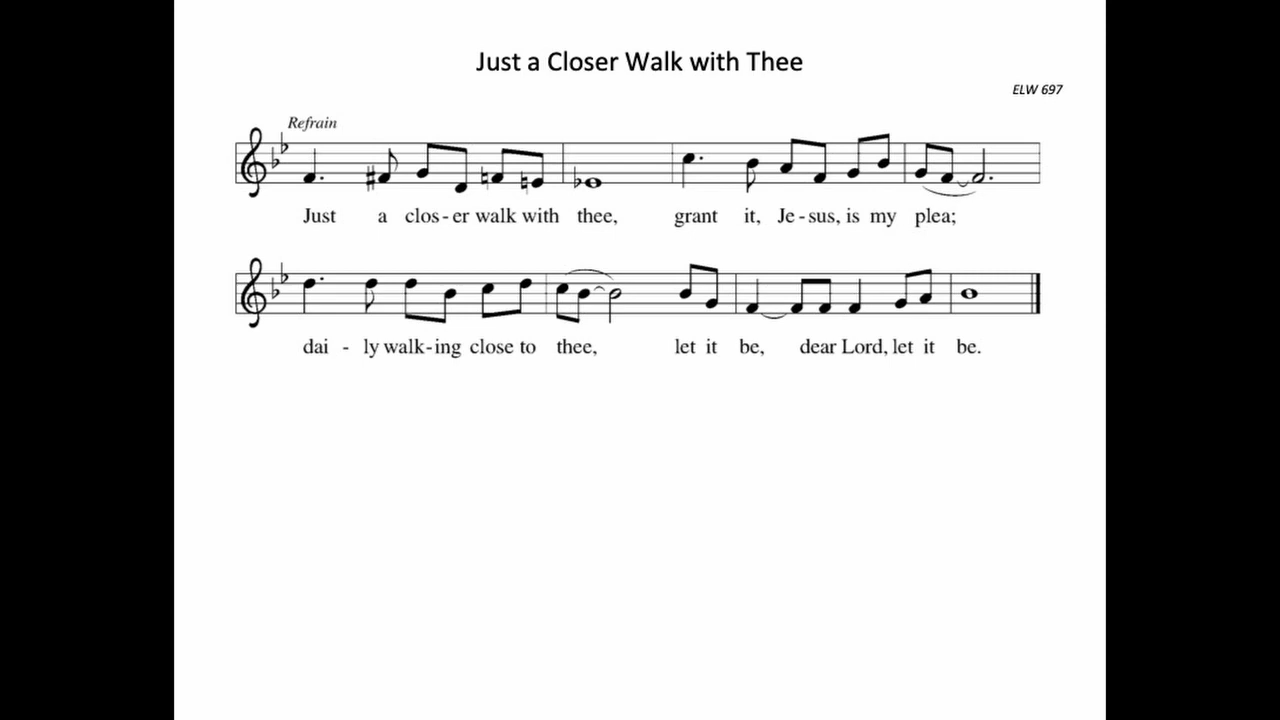 Just a Closer Walk with Thee
ELW 697
Refrain
Just a clos - er walk with thee, grant it, Je - sus, is my plea;
dai - ly walk - ing close to thee, let it be, dear Lord, let it be.